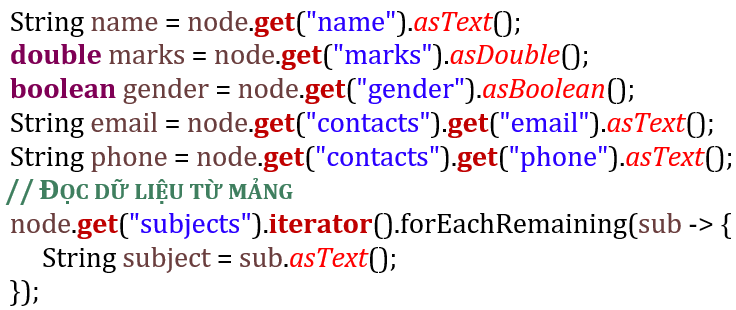 String name = node.get("name").asText();
double marks = node.get("marks").asDouble();
boolean gender = node.get("gender").asBoolean();
String email = node.get("contacts").get("email").asText();
String phone = node.get("contacts").get("phone").asText();
// ĐỌC DỮ LIỆU TỪ MẢNG
node.get("subjects").iterator().forEachRemaining(sub -> {
    String subject = sub.asText();
});